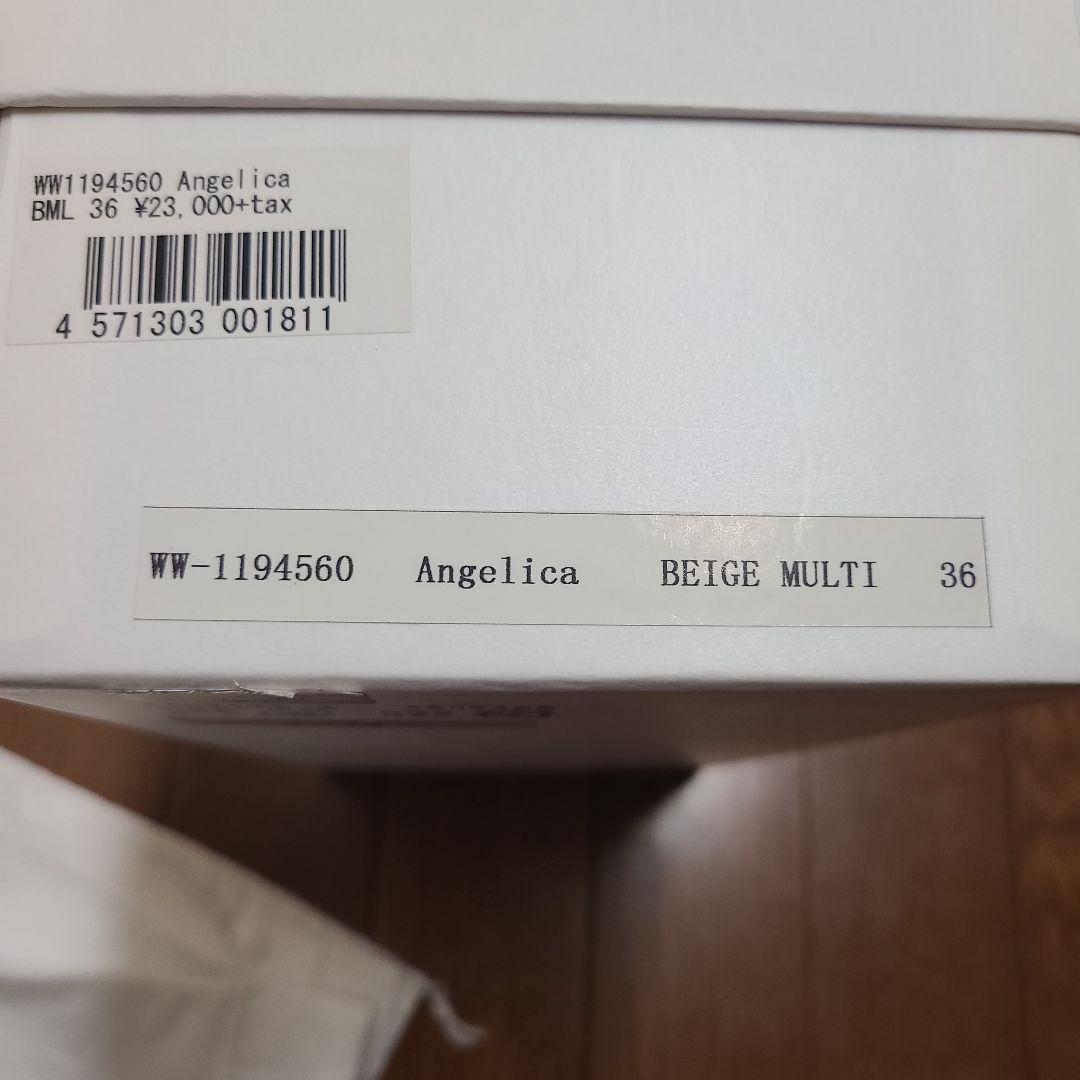 WW1194560 Angelica
BML 36 ¥23,000+tax
4 571303 001811
WW-1194560 Angelica BEIGE MULTI 36